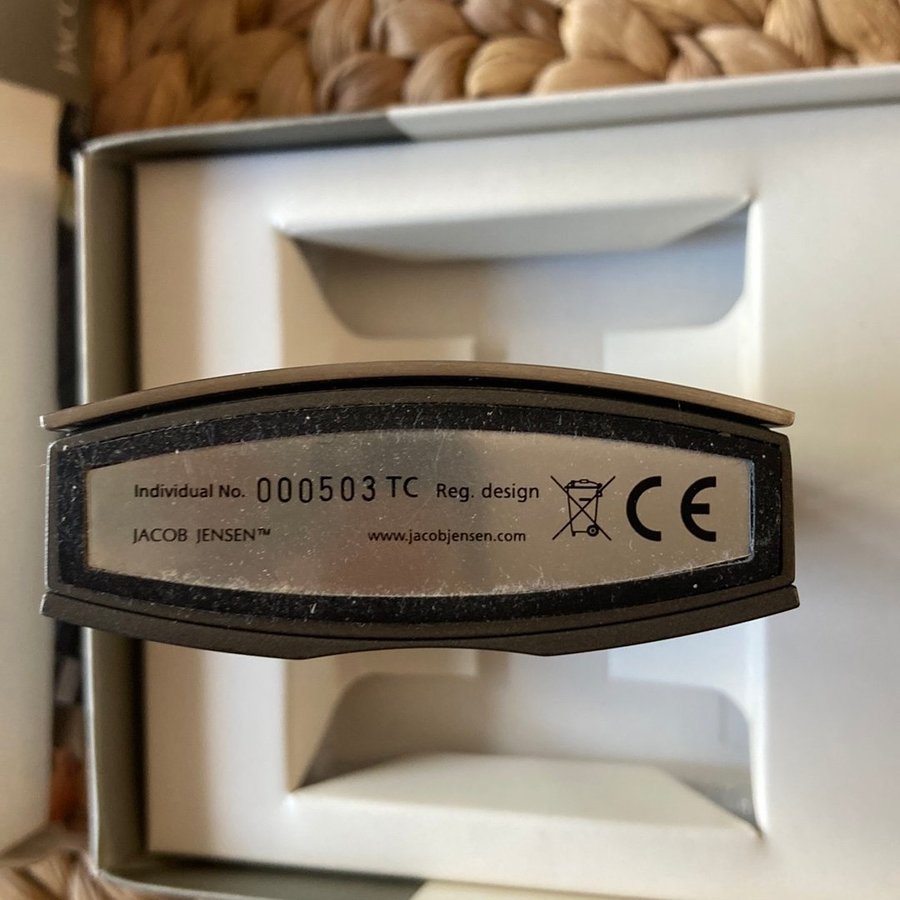 Individual No. 000503 TC Reg. design CE
JACOB JENSEN™ www.jacobjensen.com